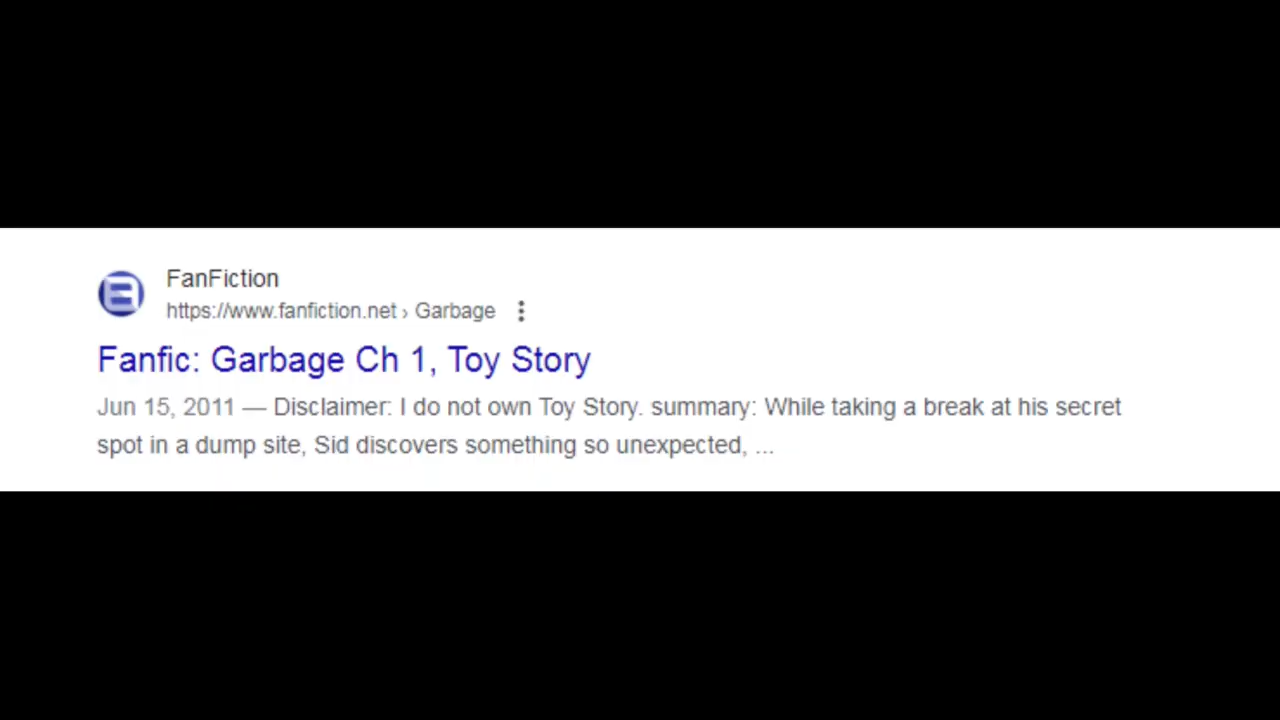 FanFiction
https://www.fanfiction.net › Garbage
Fanfic: Garbage Ch 1, Toy Story
Jun 15, 2011 — Disclaimer: I do not own Toy Story. summary: While taking a break at his secret
spot in a dump site, Sid discovers something so unexpected, ...